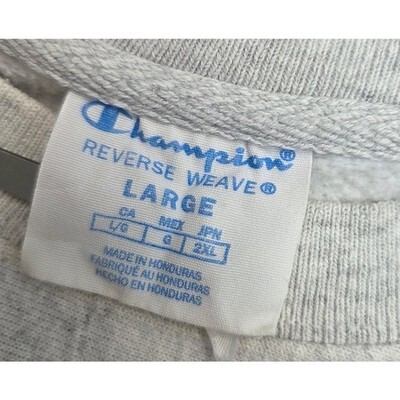 Champion®
REVERSE WEAVE®
LARGE
CA MEX JPN
L/G G 2XL
MADE IN HONDURAS
FABRIQUÉ AU HONDURAS
HECHO EN HONDURAS